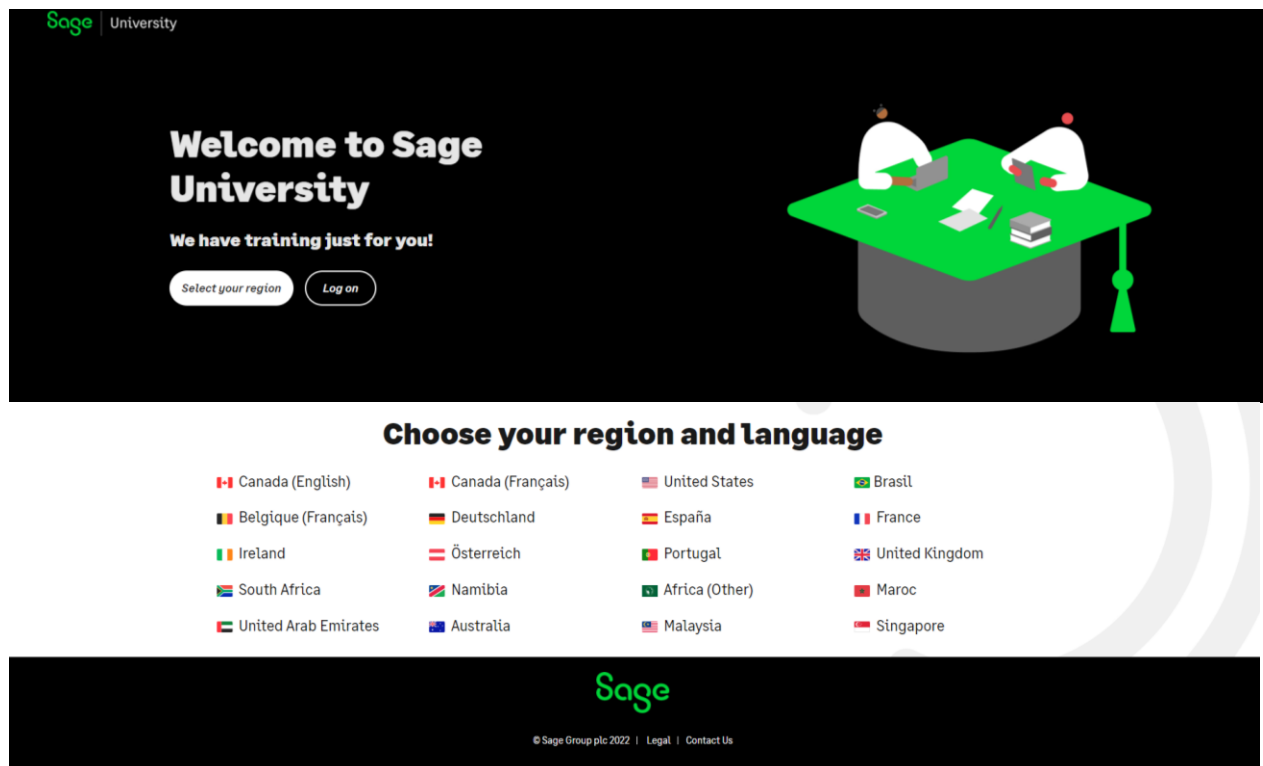 Sage | University
Welcome to Sage
University
We have training just for you!
Select your region Log on
Choose your region and language
Canada (English) Canada (Français) United States Brasil
Belgique (Français) Deutschland España France
Ireland Österreich Portugal United Kingdom
South Africa Namibia Africa (Other) Maroc
United Arab Emirates Australia Malaysia Singapore
Sage
© Sage Group plc 2022 | Legal | Contact Us